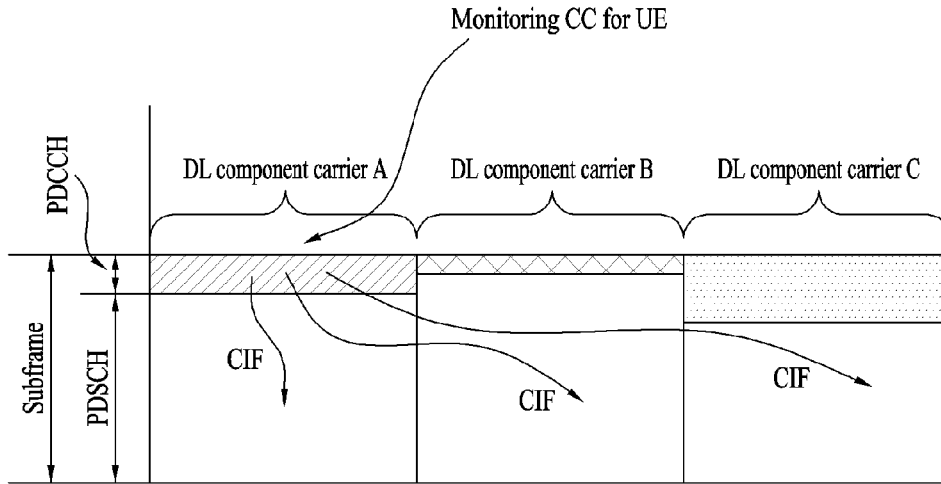 Monitoring CC for UE
DL component carrier A
DL component carrier B
DL component carrier C
PDCCH
Subframe
PDSCH
CIF
CIF
CIF